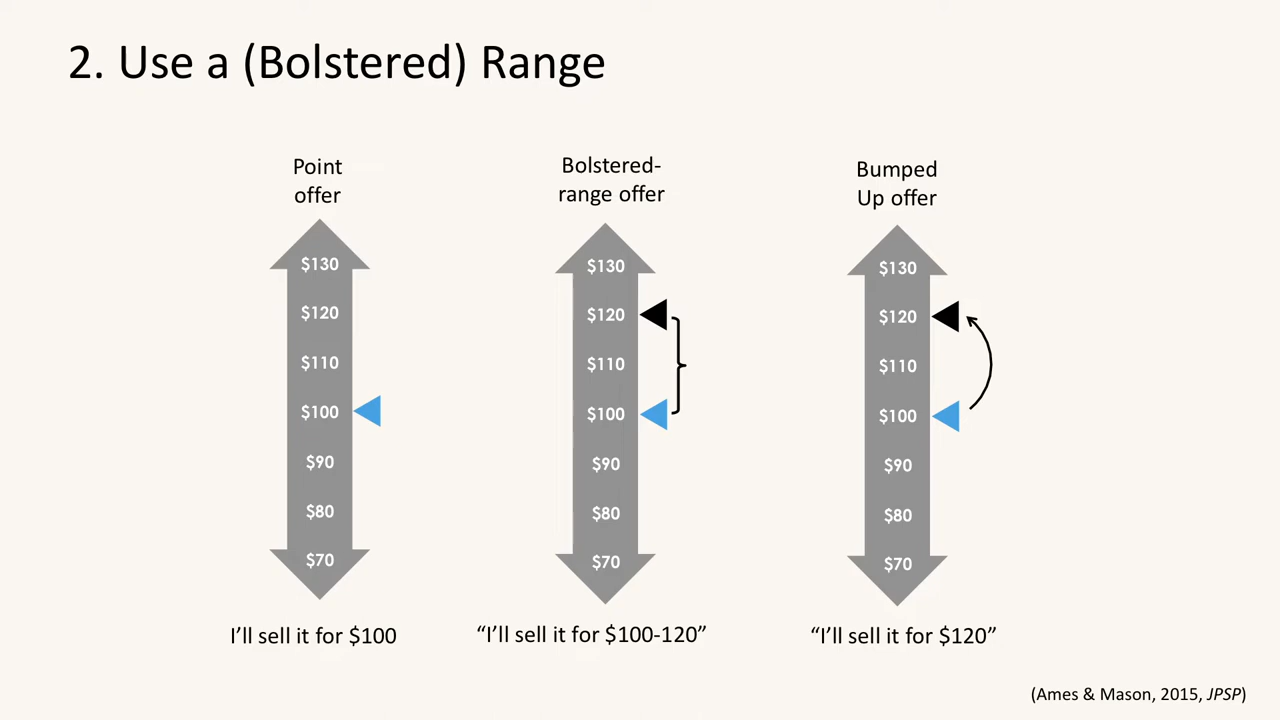 2. Use a (Bolstered) Range
Point
offer
$130
$120
$110
$100
$90
$80
$70
I’ll sell it for $100
Bolstered-
range offer
$130
$120
$110
$100
$90
$80
$70
“I’ll sell it for $100-120”
Bumped
Up offer
$130
$120
$110
$100
$90
$80
$70
“I’ll sell it for $120”
(Ames & Mason, 2015, JPSP)